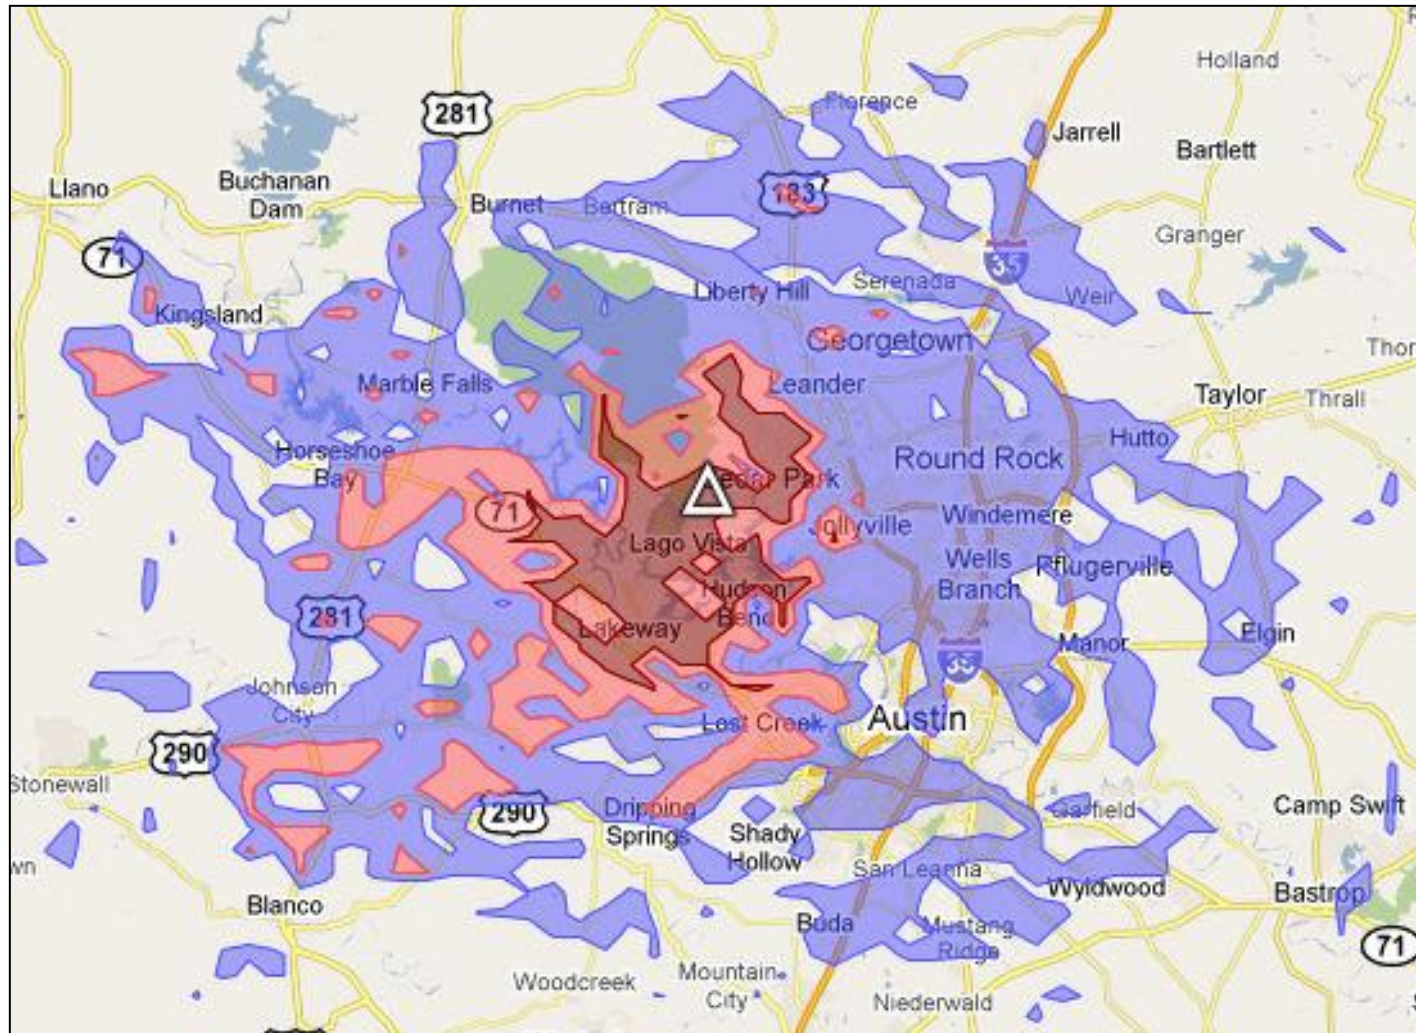 Holland
281
Florence
Jarrell
Bartlett
Buchanan
Dam
Llano
183
Burnet
Bertram
Granger
71
35
Liberty Hill
Serenada
Weir
Kingsland
Georgetown
Thor
Marble Falls
Leander
Taylor
Thrall
Hutto
Horseshoe
Bay
Round Rock
Cedar Park
71
Jollyville
Windemere
Lago Vista
Wells
Branch
Pflugerville
Hudson
Bend
281
Lakeway
Manor
Elgin
35
Johnson
City
Lost Creek
Austin
290
Stonewall
290
Dripping
Springs
Garfield
Camp Swift
Shady
Hollow
wn
San Leanna
Wyldwood
Bastrop
Blanco
Buda
Mustang
Ridge
71
Woodcreek
Mountain
City
Niederwald